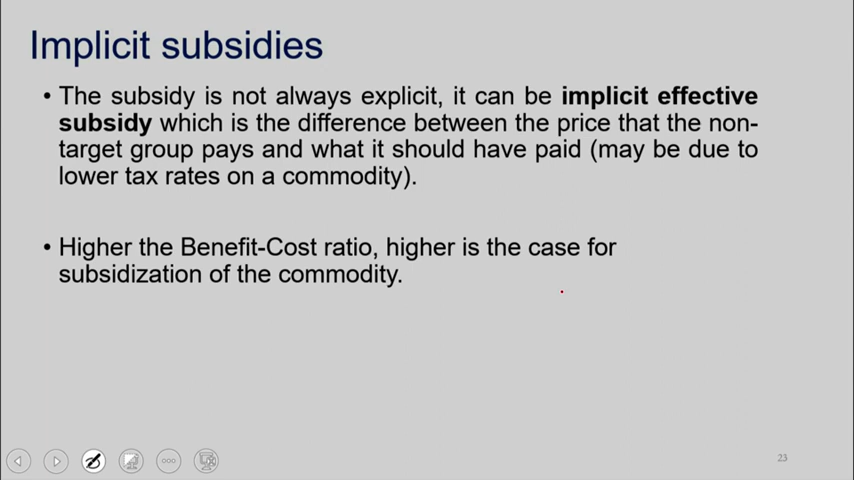 Implicit subsidies
• The subsidy is not always explicit, it can be implicit effective
subsidy which is the difference between the price that the non-
target group pays and what it should have paid (may be due to
lower tax rates on a commodity).
• Higher the Benefit-Cost ratio, higher is the case for
subsidization of the commodity.
23